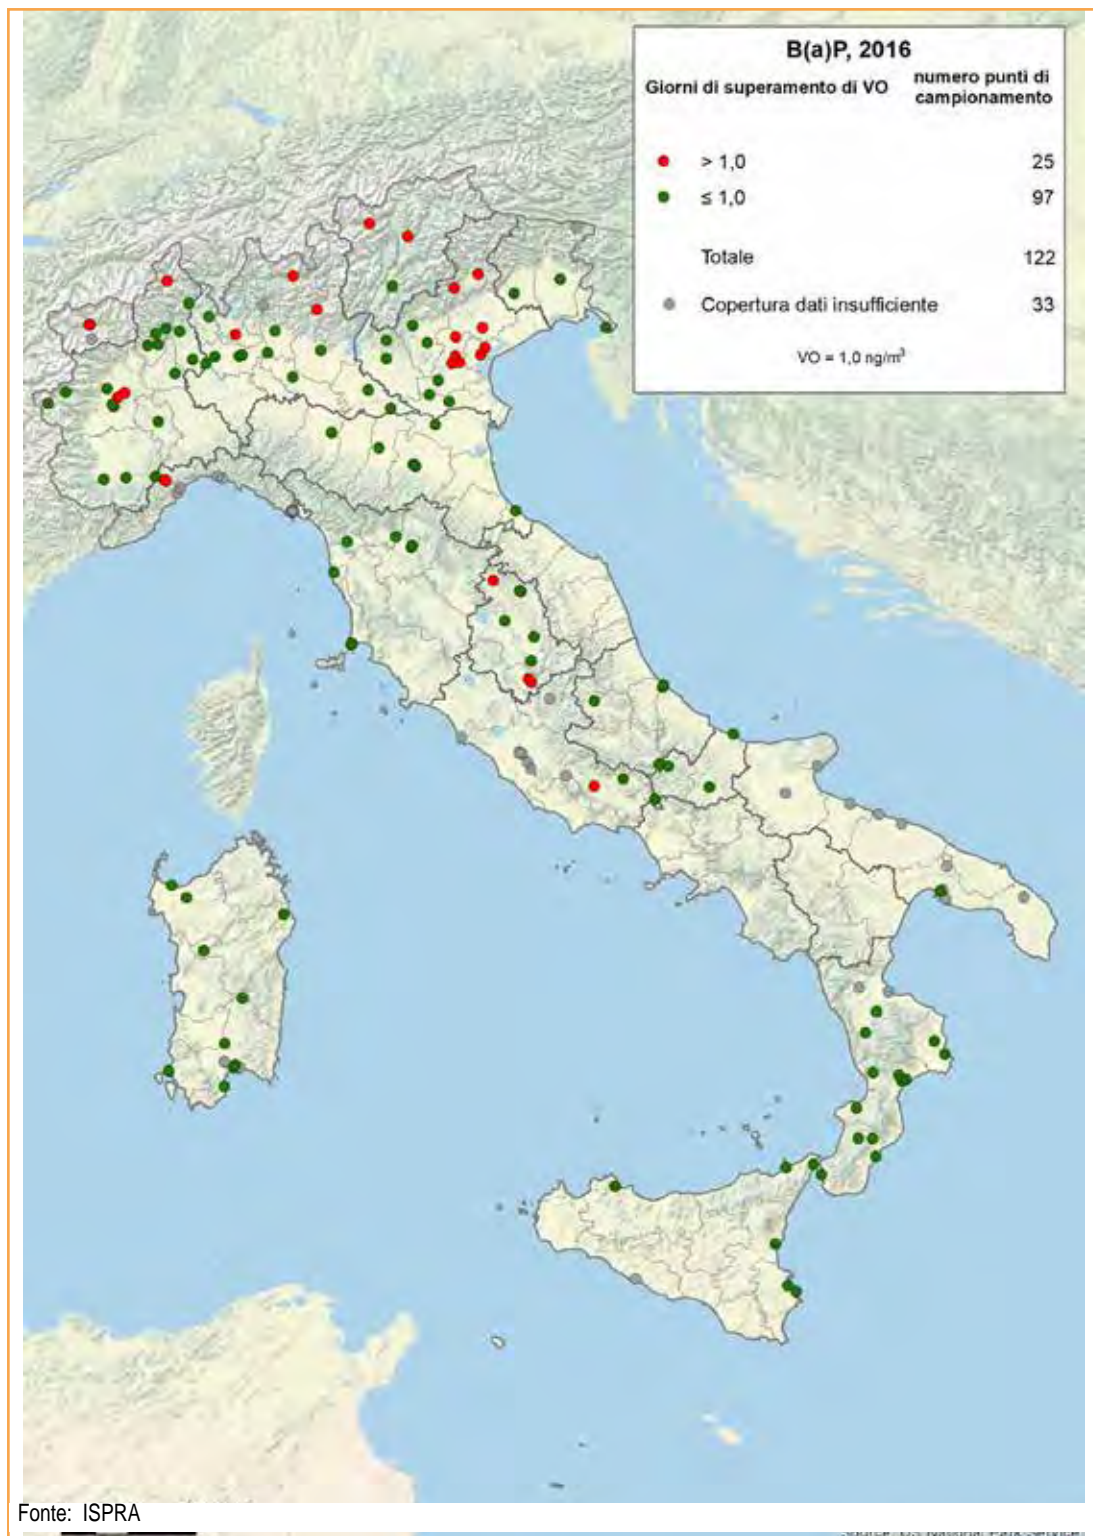 B(a)P, 2016
Giorni di superamento di VO numero punti di campionamento
> 1,0 25
≤ 1,0 97
Totale 122
Copertura dati insufficiente 33
VO = 1,0 ng/m³
Fonte: ISPRA